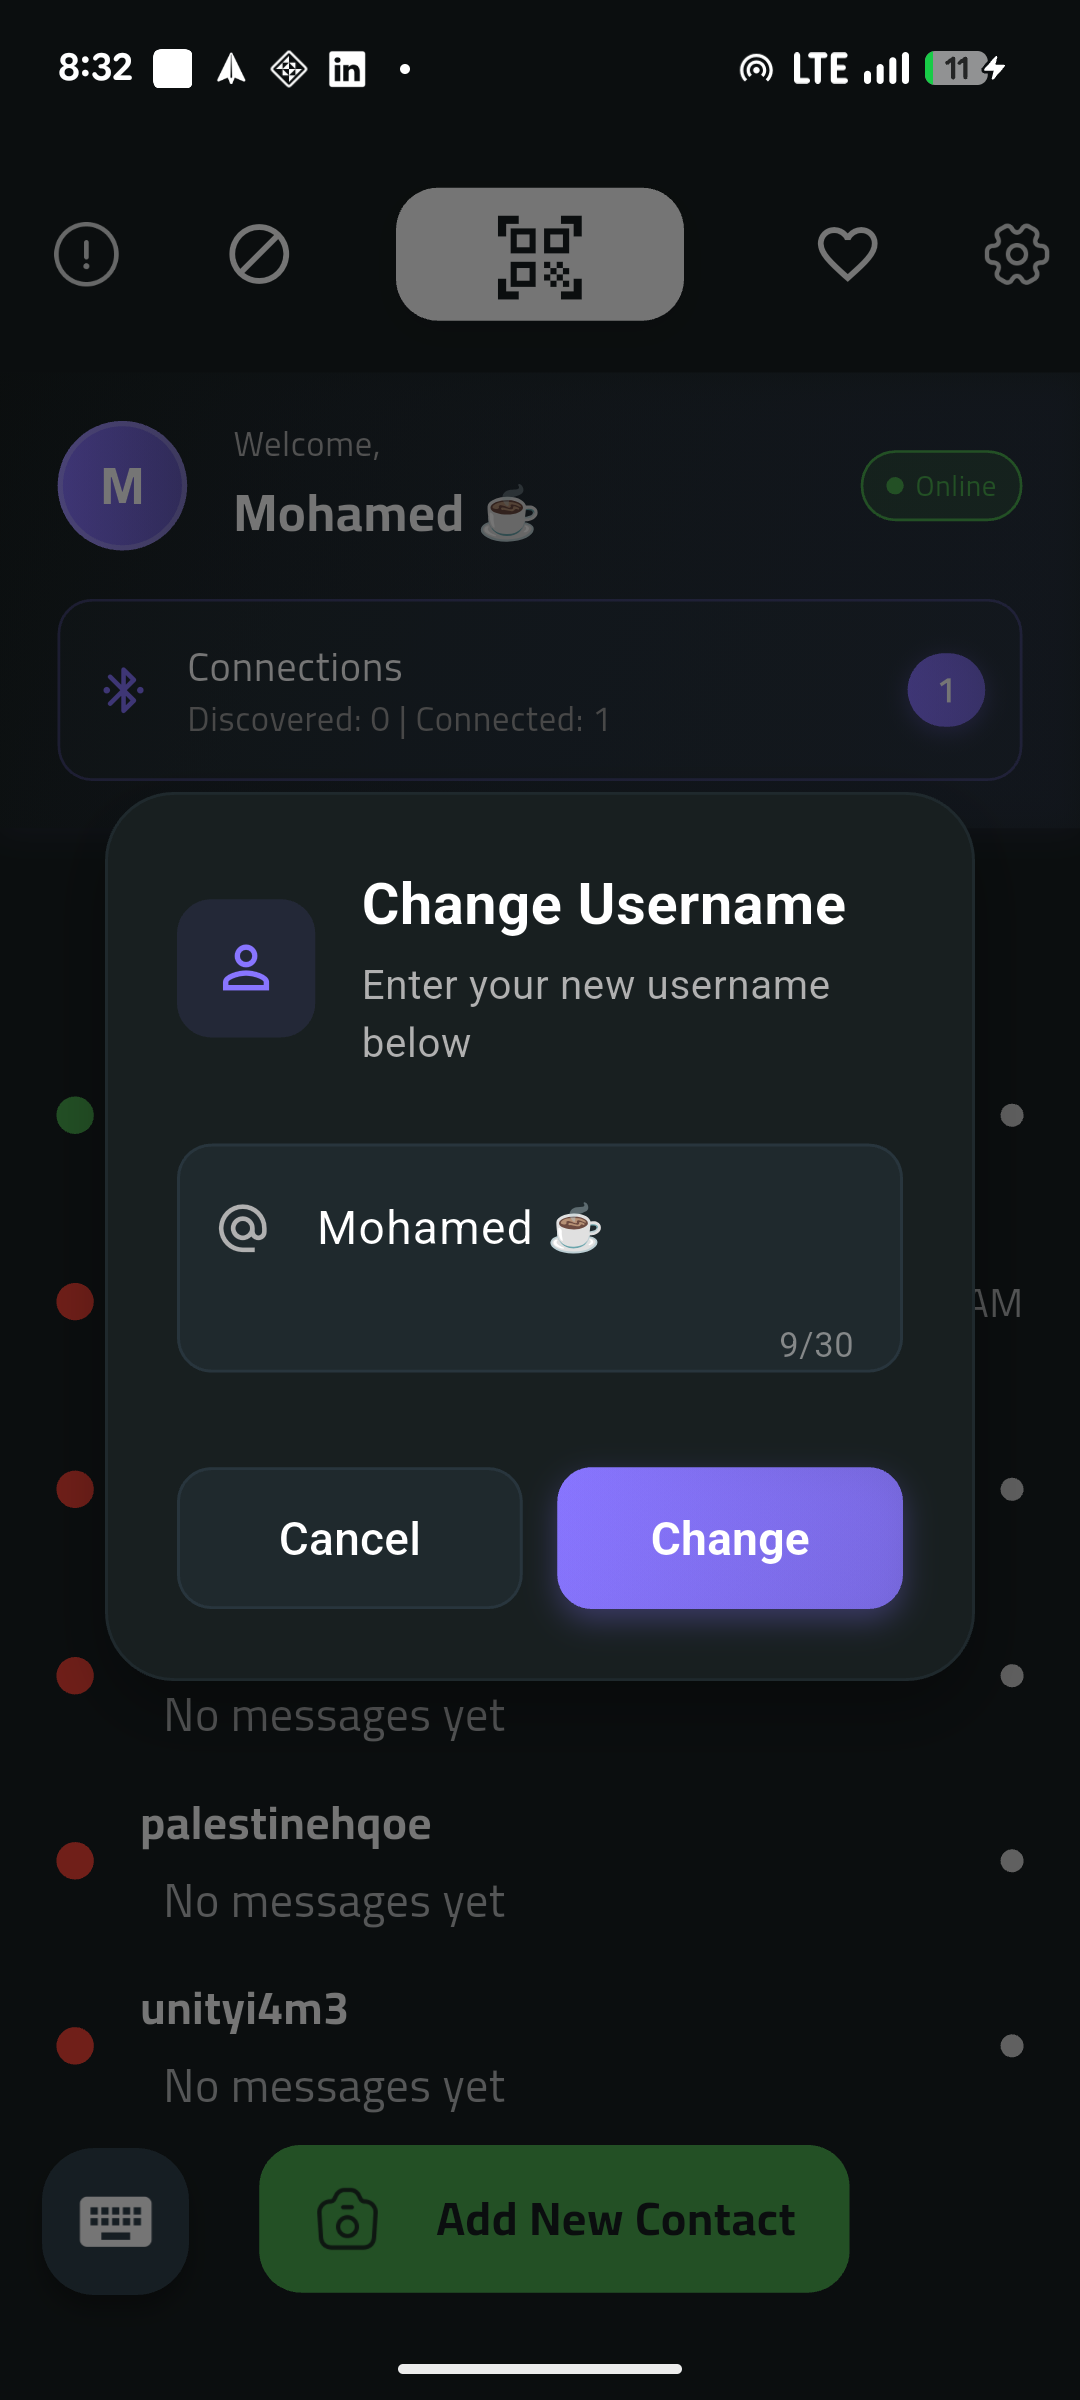 8:32
LTE
11
Welcome,
M
Mohamed ☕
Online
Connections
Discovered: 0 | Connected: 1
1
Change Username
Enter your new username
below
Mohamed ☕
9/30
AM
Cancel
Change
No messages yet
palestinehqoe
No messages yet
unityi4m3
No messages yet
Add New Contact